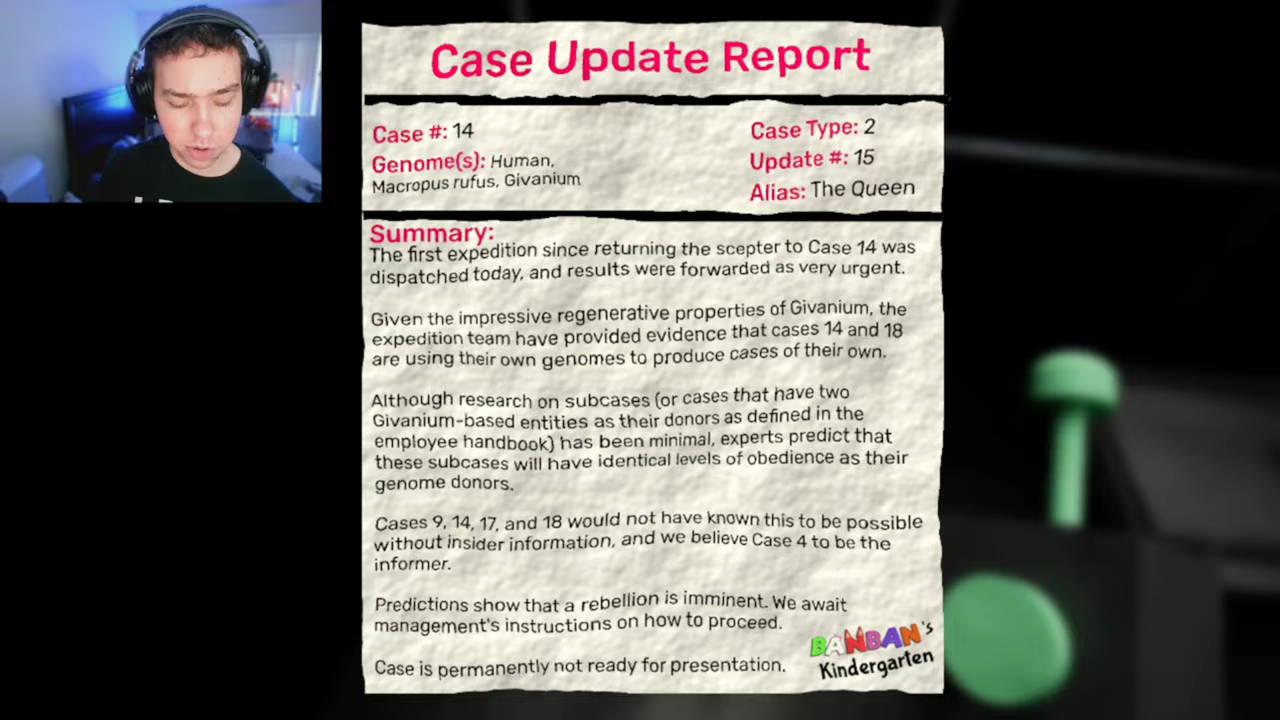 Case Update Report
Case #: 14
Genome(s): Human,
Macropus rufus, Givanium
Case Type: 2
Update #: 15
Alias: The Queen
Summary:
The first expedition since returning the scepter to Case 14 was
dispatched today, and results were forwarded as very urgent.
Given the impressive regenerative properties of Givanium, the
expedition team have provided evidence that cases 14 and 18
are using their own genomes to produce cases of their own.
Although research on subcases (or cases that have two
Givanium-based entities as their donors as defined in the
employee handbook) has been minimal, experts predict that
these subcases will have identical levels of obedience as their
genome donors.
Cases 9, 14, 17, and 18 would not have known this to be possible
without insider information, and we believe Case 4 to be the
informer.
Predictions show that a rebellion is imminent. We await
management's instructions on how to proceed.
Case is permanently not ready for presentation.
BANBAN's
Kindergarten